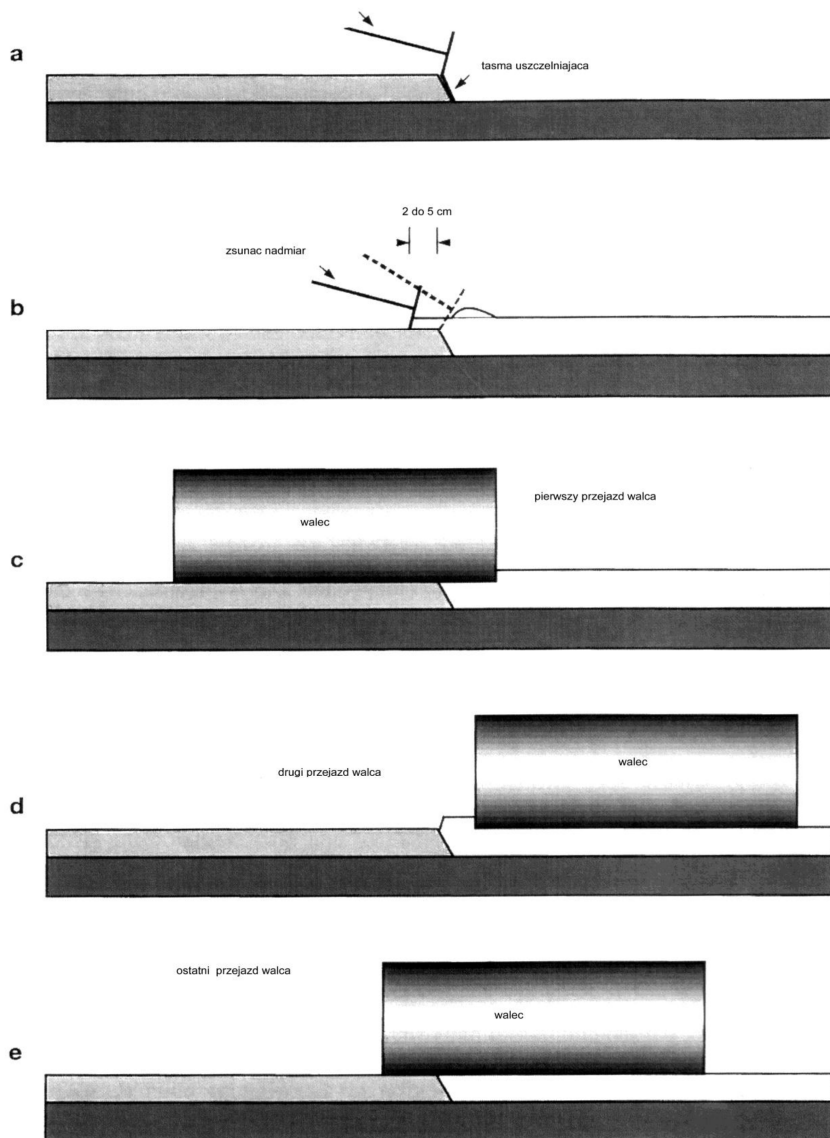 a
tasma uszczelniajaca
2 do 5 cm
zsunac nadmiar
b
pierwszy przejazd walca
walec
c
walec
drugi przejazd walca
d
ostatni przejazd walca
walec
e